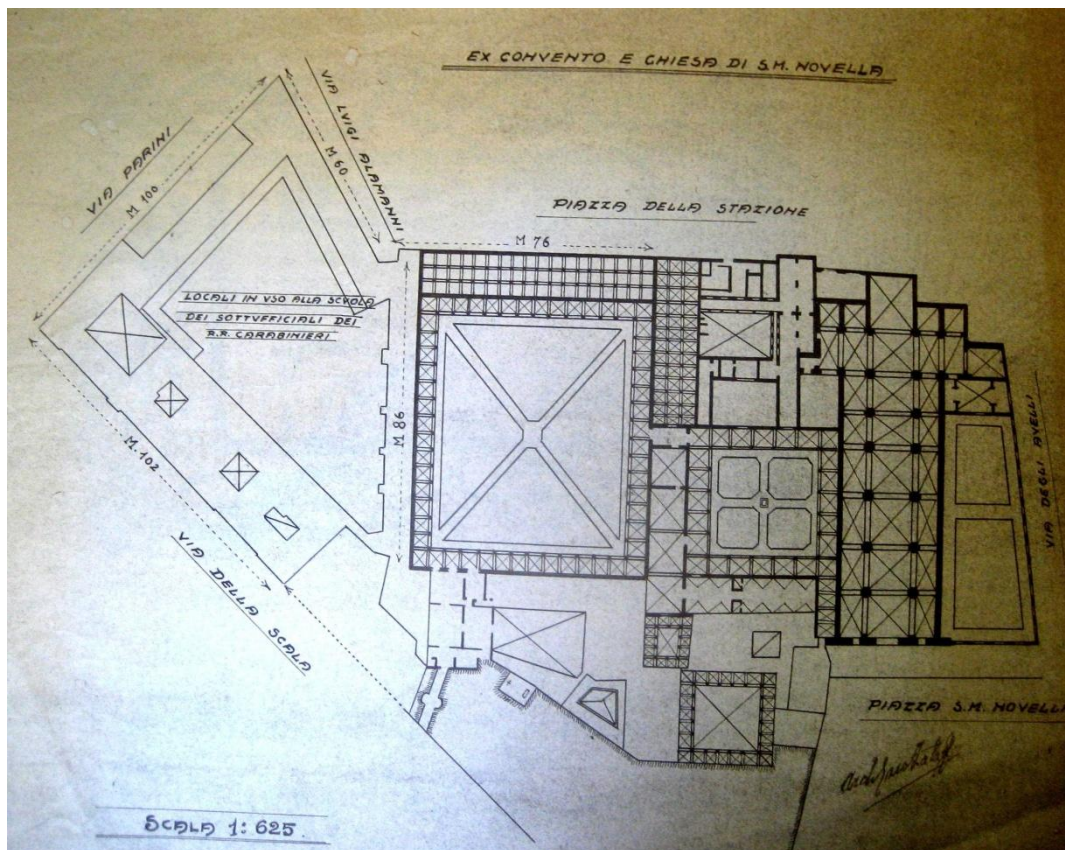 EX CONVENTO E CHIESA DI S.M. NOVELLA
VIA PARINI
M 100
VIA LUIGI ALAMANNI
M 60
PIAZZA DELLA STAZIONE
M 76
LOCALI IN USO ALLA SCUOLA
DEI SOTTUFFICIALI DEI
R.R. CARABINIERI
M 86
M. 102
VIA DELLA SCALA
VIA DEGLI AVELLI
PIAZZA S.M. NOVELL
SCALA 1:625.